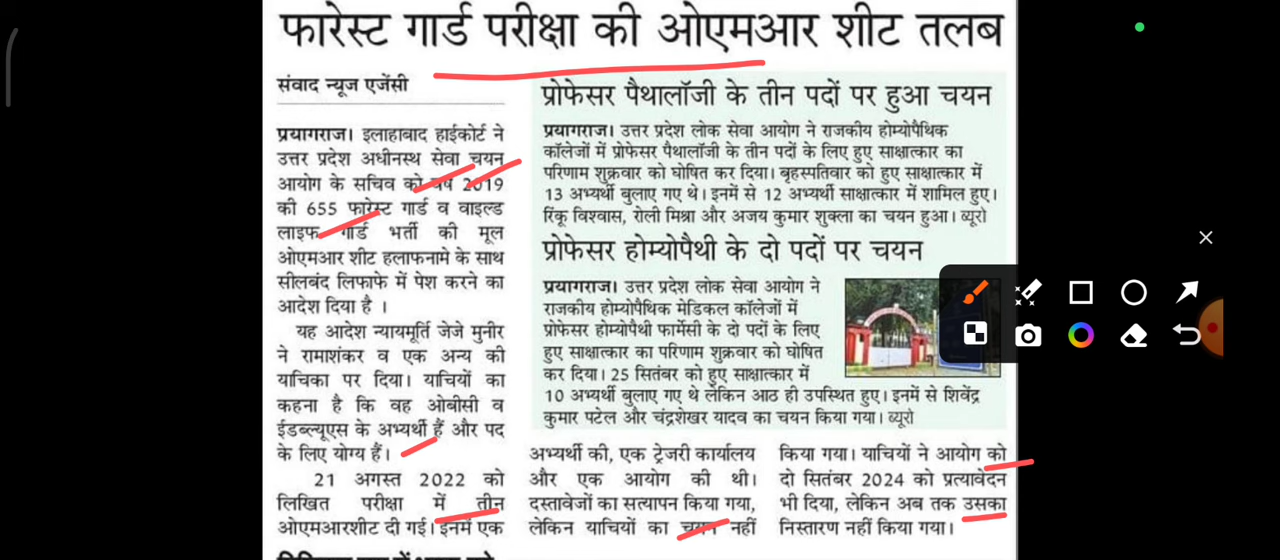 फारेस्ट गार्ड परीक्षा की ओएमआर शीट तलब
संवाद न्यूज एजेंसी
प्रयागराज। इलाहाबाद हाईकोर्ट ने
उत्तर प्रदेश अधीनस्थ सेवा चयन
आयोग के सचिव को वर्ष 2019
की 655 फारेस्ट गार्ड व वाइल्ड
लाइफ गार्ड भर्ती की मूल
ओएमआर शीट हलाफनामे के साथ
सीलबंद लिफाफे में पेश करने का
आदेश दिया है ।
यह आदेश न्यायमूर्ति जेजे मुनीर
ने रामाशंकर व एक अन्य की
याचिका पर दिया। याचियों का
कहना है कि वह ओबीसी व
ईडब्ल्यूएस के अभ्यर्थी हैं और पद
के लिए योग्य हैं।
21 अगस्त 2022 को
लिखित परीक्षा में तीन
ओएमआरशीट दी गई। इनमें एक
प्रोफेसर पैथालॉजी के तीन पदों पर हुआ चयन
प्रयागराज। उत्तर प्रदेश लोक सेवा आयोग ने राजकीय होम्योपैथिक
कॉलेजों में प्रोफेसर पैथालॉजी के तीन पदों के लिए हुए साक्षात्कार का
परिणाम शुक्रवार को घोषित कर दिया। बृहस्पतिवार को हुए साक्षात्कार में
13 अभ्यर्थी बुलाए गए थे। इनमें से 12 अभ्यर्थी साक्षात्कार में शामिल हुए।
रिंकू विश्वास, रोली मिश्रा और अजय कुमार शुक्ला का चयन हुआ। ब्यूरो
प्रोफेसर होम्योपैथी के दो पदों पर चयन
प्रयागराज। उत्तर प्रदेश लोक सेवा आयोग ने
राजकीय होम्योपैथिक मेडिकल कॉलेजों में
प्रोफेसर होम्योपैथी फार्मेसी के दो पदों के लिए
हुए साक्षात्कार का परिणाम शुक्रवार को घोषित
कर दिया। 25 सितंबर को हुए साक्षात्कार में
10 अभ्यर्थी बुलाए गए थे लेकिन आठ ही उपस्थित हुए। इनमें से शिवेंद्र
कुमार पटेल और चंद्रशेखर यादव का चयन किया गया। ब्यूरो
अभ्यर्थी की, एक ट्रेजरी कार्यालय
और एक आयोग की थी।
दस्तावेजों का सत्यापन किया गया,
लेकिन याचियों का चयन नहीं
किया गया। याचियों ने आयोग को
दो सितंबर 2024 को प्रत्यावेदन
भी दिया, लेकिन अब तक उसका
निस्तारण नहीं किया गया।